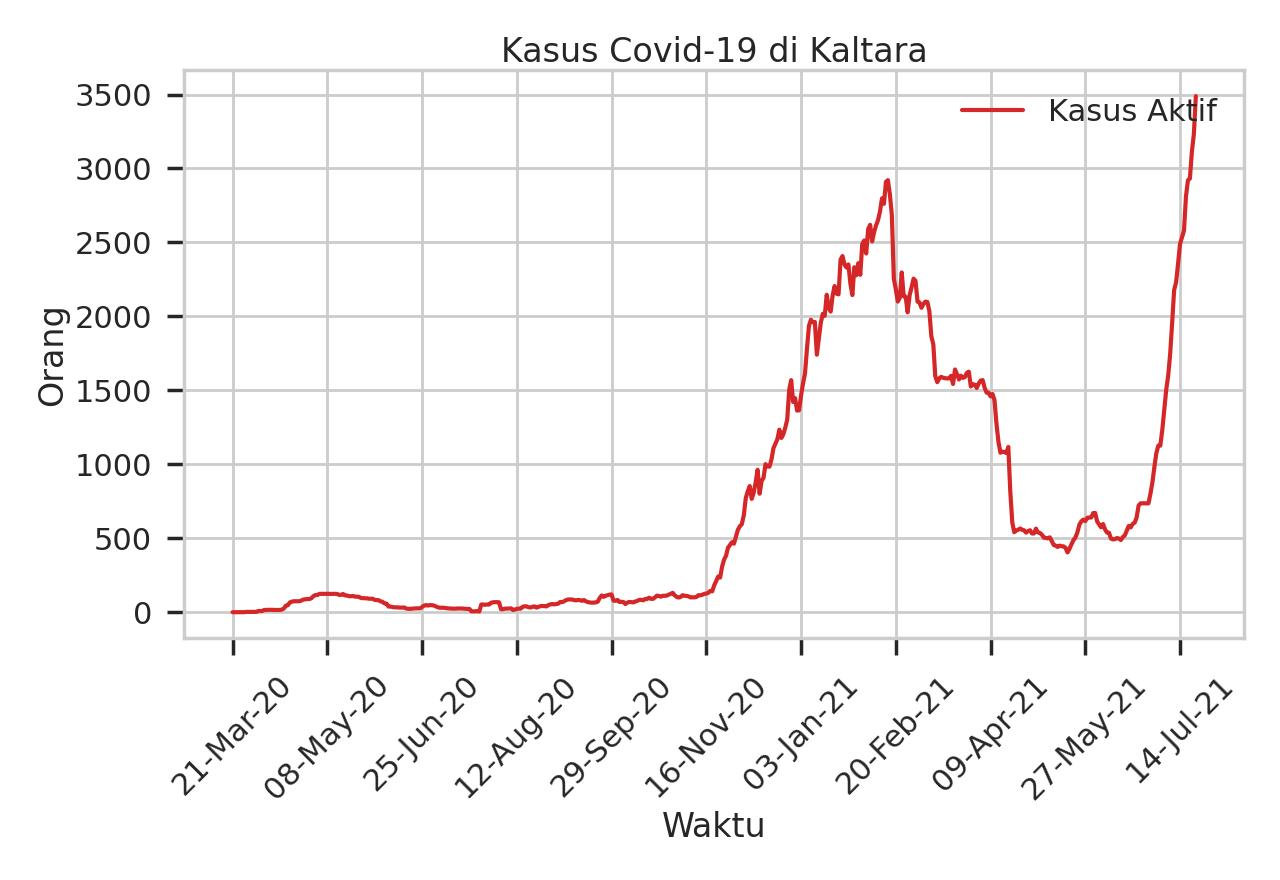 Kasus Covid-19 di Kaltara
3500
3000
2500
2000
1500
1000
500
0
Orang
Kasus Aktif
21-Mar-20
08-May-20
25-Jun-20
12-Aug-20
29-Sep-20
16-Nov-20
03-Jan-21
20-Feb-21
09-Apr-21
27-May-21
14-Jul-21
Waktu